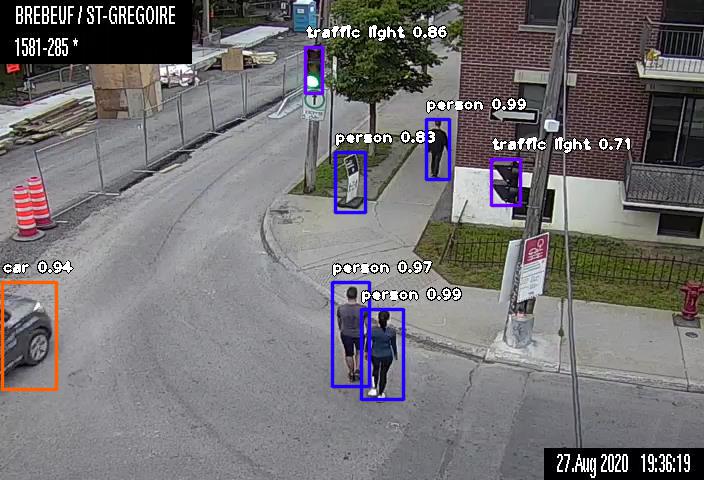 BREBEUF / ST-GREGOIRE
1581-285 *
traffic light 0.86
person 0.99
person 0.83
traffic light 0.71
car 0.94
person 0.97
person 0.99
27.Aug 2020 19:36:19